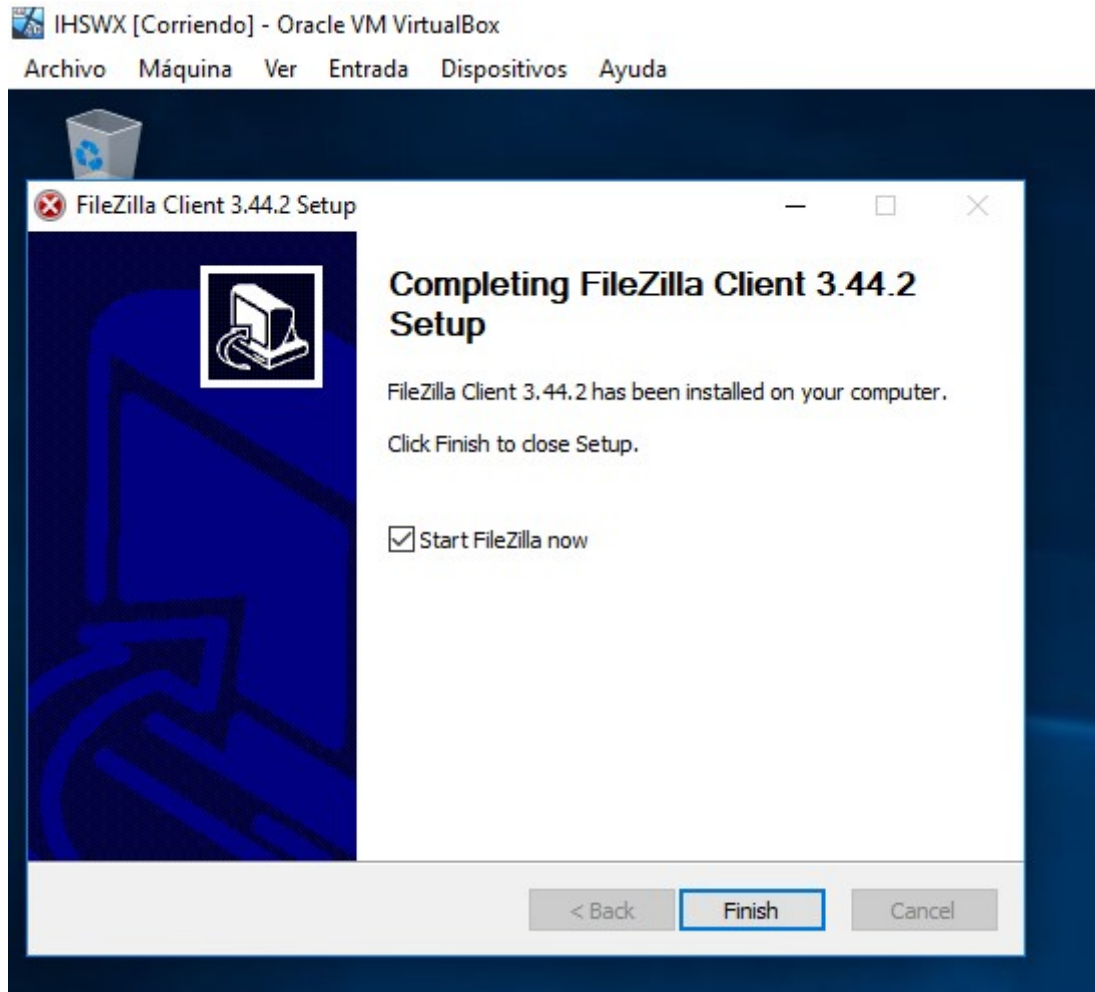 IHSWX [Corriendo] - Oracle VM VirtualBox
Archivo Máquina Ver Entrada Dispositivos Ayuda
FileZilla Client 3.44.2 Setup
Completing FileZilla Client 3.44.2
Setup
FileZilla Client 3.44.2 has been installed on your computer.
Click Finish to close Setup.
Start FileZilla now
< Back Finish Cancel